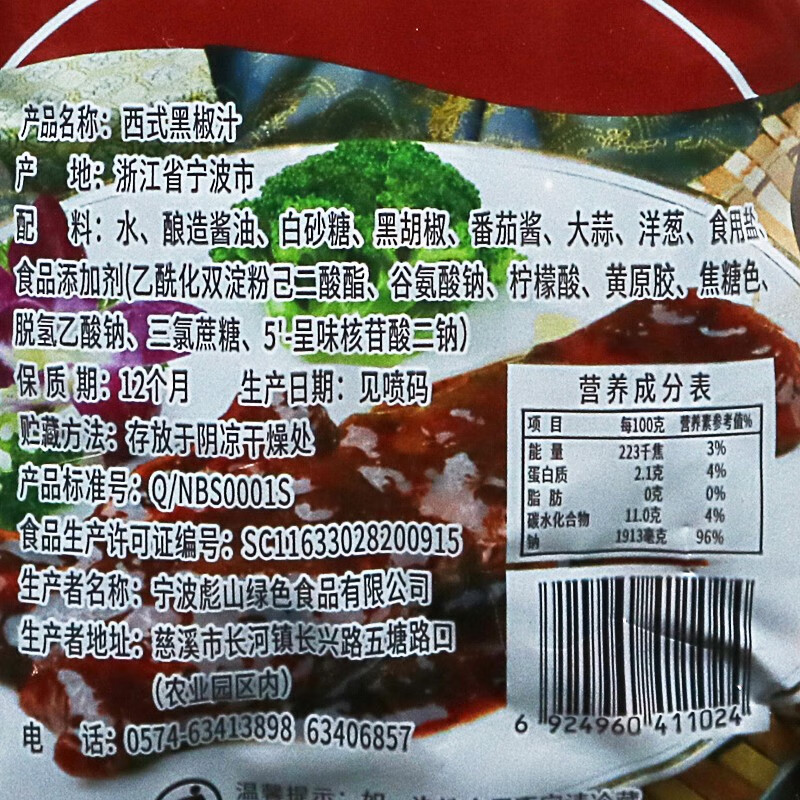 产品名称：西式黑椒汁
产 地：浙江省宁波市
配 料：水、酿造酱油、白砂糖、黑胡椒、番茄酱、大蒜、洋葱、食用盐、
食品添加剂(乙酰化双淀粉己二酸酯、谷氨酸钠、柠檬酸、黄原胶、焦糖色、
脱氢乙酸钠、三氯蔗糖、5'-呈味核苷酸二钠)
保质期：12个月 生产日期：见喷码
贮藏方法：存放于阴凉干燥处
产品标准号：Q/NBS0001S
食品生产许可证编号：SC11633028200915
生产者名称：宁波彪山绿色食品有限公司
生产者地址：慈溪市长河镇长兴路五塘路口
(农业园区内)
电 话：0574-63413898 63406857
营养成分表
项目 每100克 营养素参考值%
能量 223千焦 3%
蛋白质 2.1克 4%
脂肪 0克 0%
碳水化合物 11.0克 4%
钠 1913毫克 96%
6 924960 411024
温馨提示：如